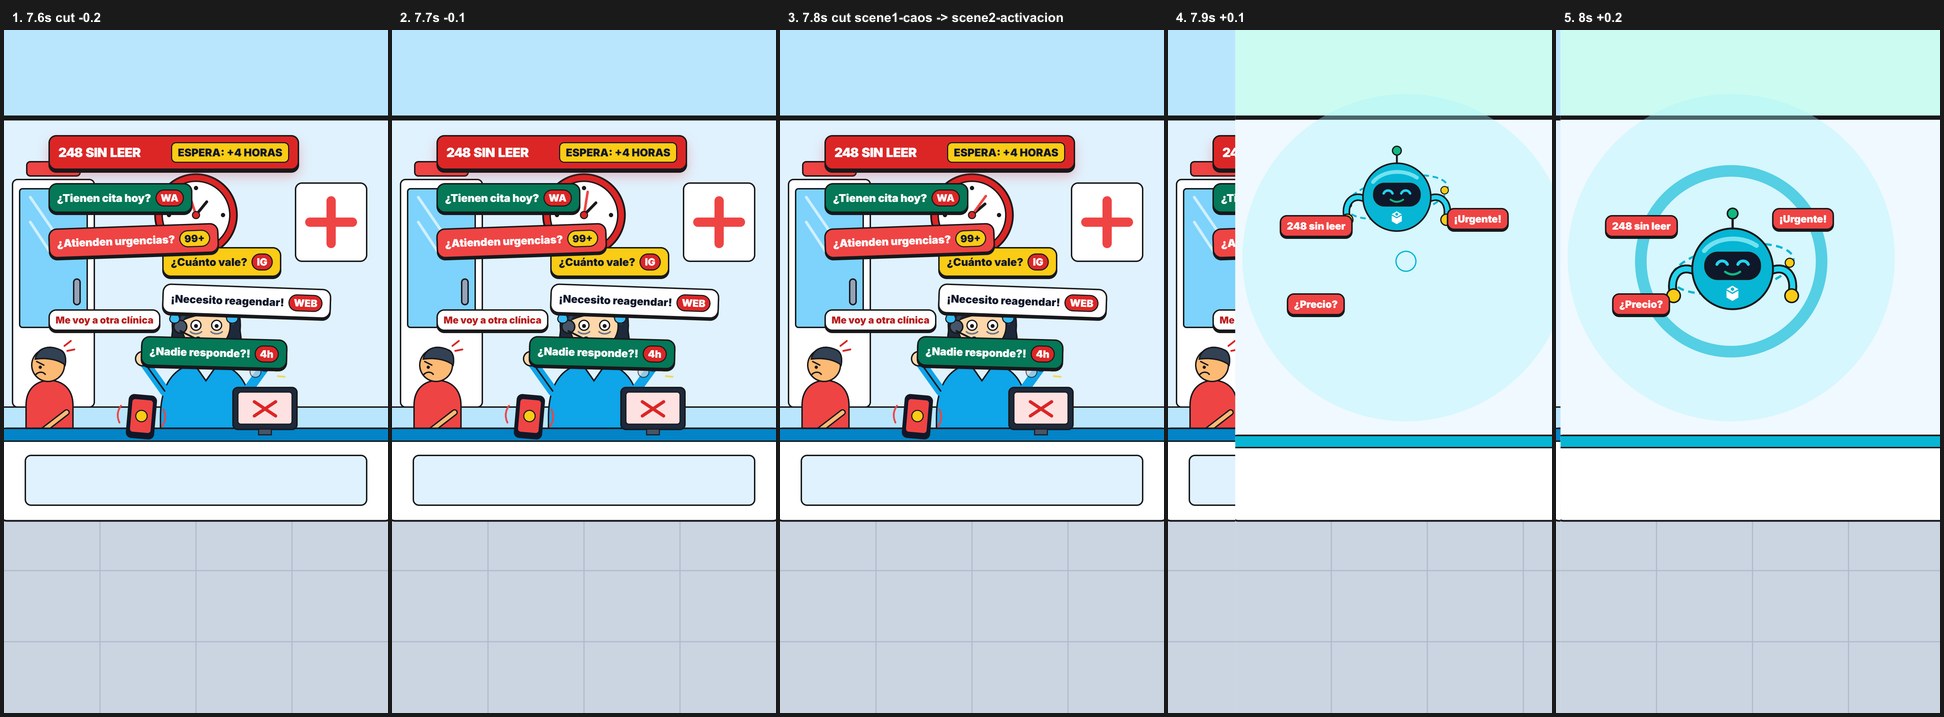 1. 7.6s cut -0.2
248 SIN LEER ESPERA: +4 HORAS
¿Tienen cita hoy? WA
¿Atienden urgencias? 99+
¿Cuánto vale? IG
¡Necesito reagendar! WEB
Me voy a otra clínica
¿Nadie responde?! 4h
2. 7.7s -0.1
248 SIN LEER ESPERA: +4 HORAS
¿Tienen cita hoy? WA
¿Atienden urgencias? 99+
¿Cuánto vale? IG
¡Necesito reagendar! WEB
Me voy a otra clínica
¿Nadie responde?! 4h
3. 7.8s cut scene1-caos -> scene2-activacion
248 SIN LEER ESPERA: +4 HORAS
¿Tienen cita hoy? WA
¿Atienden urgencias? 99+
¿Cuánto vale? IG
¡Necesito reagendar! WEB
Me voy a otra clínica
¿Nadie responde?! 4h
4. 7.9s +0.1
24
¿Ti
¿A
Me
248 sin leer
¡Urgente!
¿Precio?
5. 8s +0.2
248 sin leer
¡Urgente!
¿Precio?